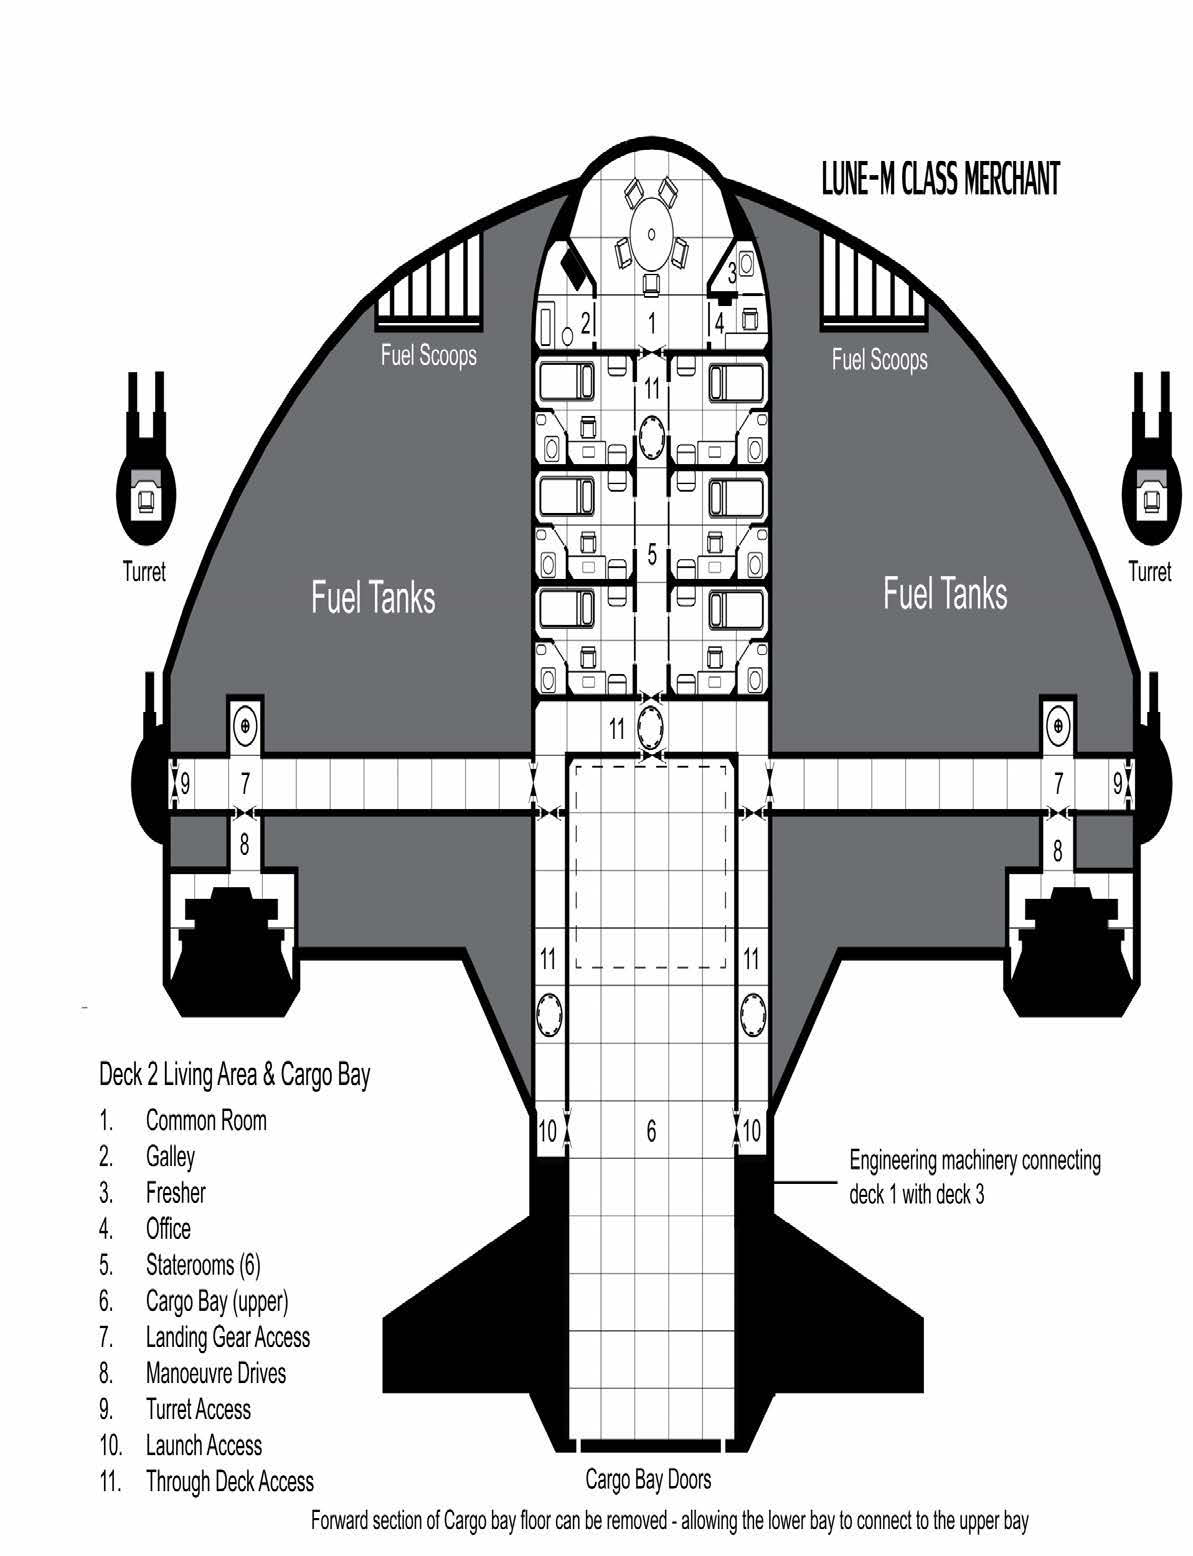 LUNE-M CLASS MERCHANT
3
2
1
4
Fuel Scoops
Fuel Scoops
11
5
Turret
Turret
Fuel Tanks
Fuel Tanks
11
9
7
7
9
8
8
11
11
10
6
10
Deck 2 Living Area & Cargo Bay
1. Common Room
2. Galley
3. Fresher
4. Office
5. Staterooms (6)
6. Cargo Bay (upper)
7. Landing Gear Access
8. Manoeuvre Drives
9. Turret Access
10. Launch Access
11. Through Deck Access
Engineering machinery connecting
deck 1 with deck 3
Cargo Bay Doors
Forward section of Cargo bay floor can be removed - allowing the lower bay to connect to the upper bay